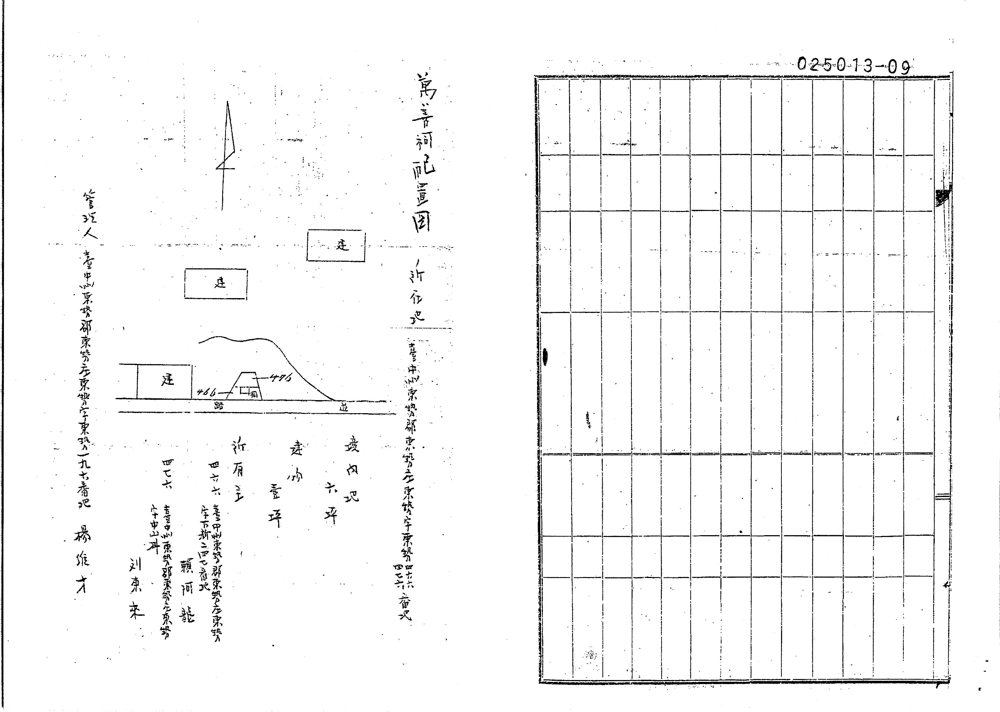 025013-09
萬善祠配置図
所在地
臺中州東勢郡東勢庄東勢字東勢四六六
四七六
番地
建
建
建
476
466
祠
路
道
境内地
六坪
建物
壹坪
所有主
四六六
臺中州東勢郡東勢庄東勢
字下新二四七番地
賴阿龍
四七六
臺中州東勢郡東勢庄東勢
字中山科
刘東來
管理人
臺中州東勢郡東勢庄東勢字東勢一九六番地
楊維才